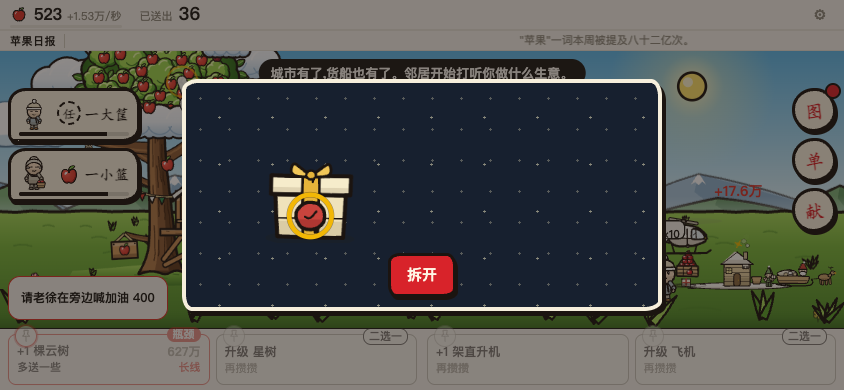 523 +1.53万/秒 已送出 36
苹果日报
“苹果”一词本周被提及八十二亿次。
城市有了,货船也有了。邻居开始打听你做什么生意。
任 一大筐
一小篮
图
单
献
+17.6万
x10
拆开
请老徐在旁边喊加油 400
瓶颈
+1 棵云树 627万
多送一些 长线
二选一
升级 星树
再攒攒
+1 架直升机
再攒攒
二选一
升级 飞机
再攒攒